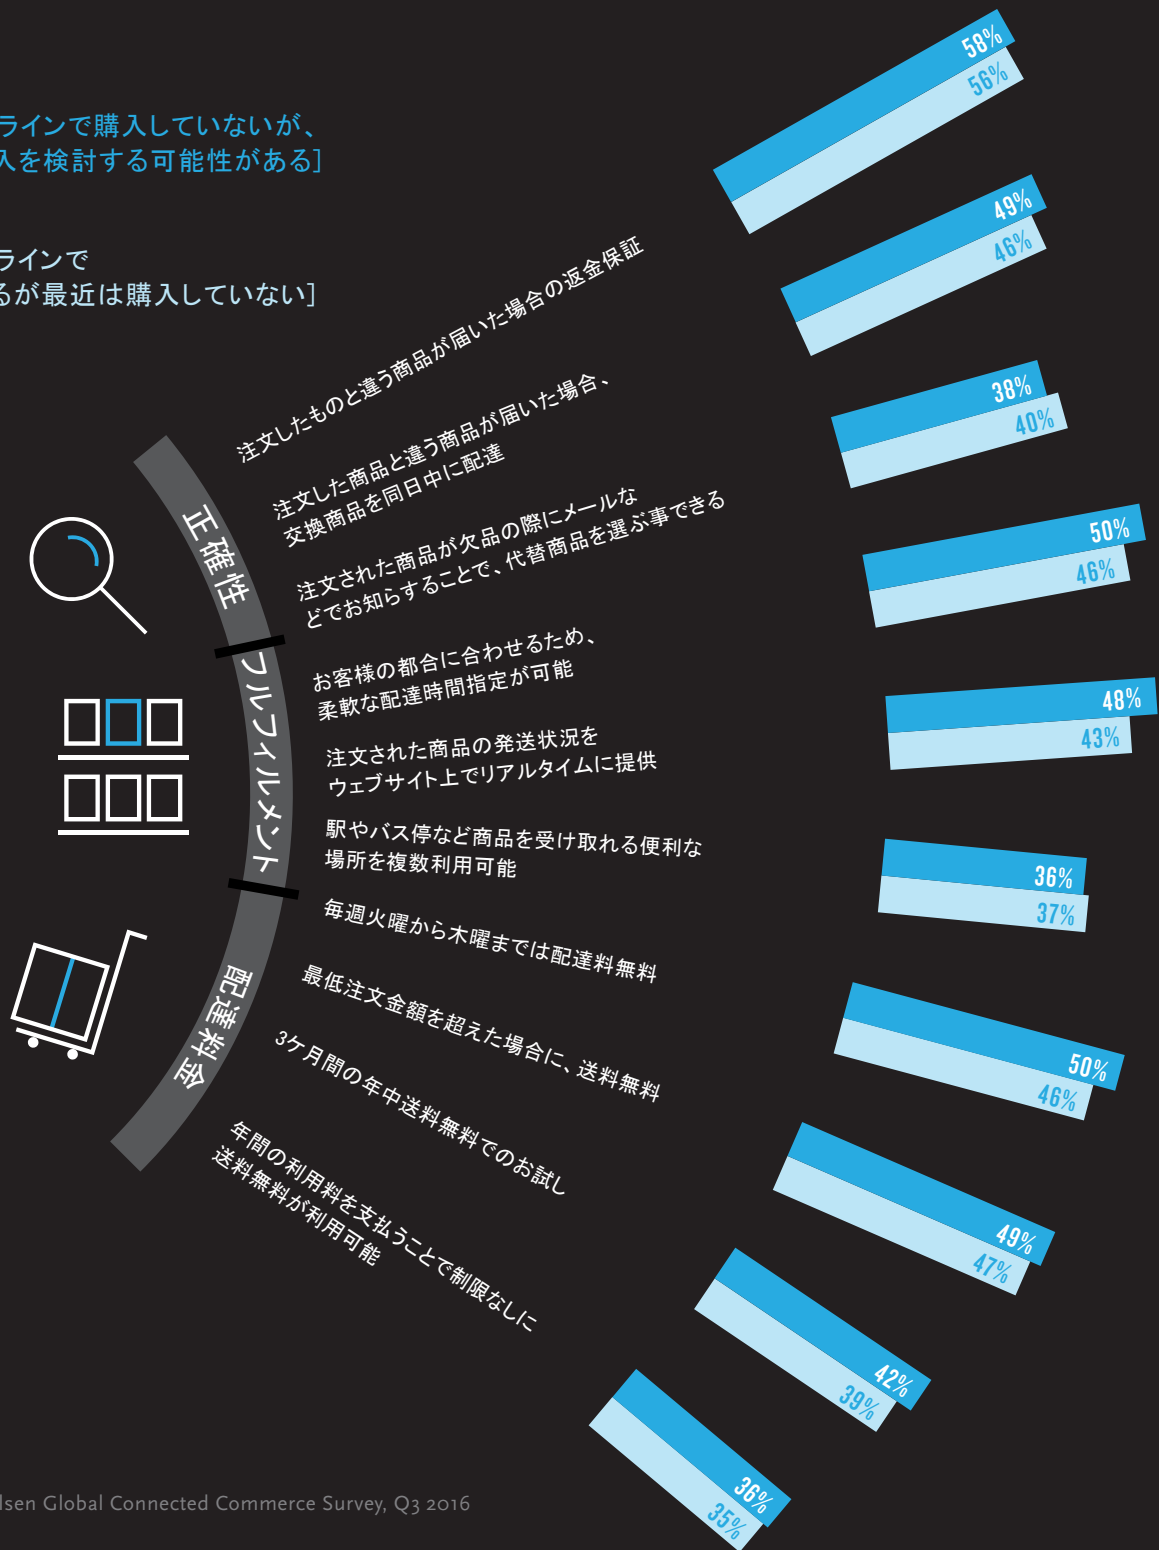 ラインで購入していないが、
入を検討する可能性がある]
ラインで
るが最近は購入していない]
正確性
フルフィルメント
配達料金
注文したものと違う商品が届いた場合の返金保証
注文した商品と違う商品が届いた場合、
交換商品を同日中に配達
注文された商品が欠品の際にメールな
どでお知らすることで、代替商品を選ぶ事できる
お客様の都合に合わせるため、
柔軟な配達時間指定が可能
注文された商品の発送状況を
ウェブサイト上でリアルタイムに提供
駅やバス停など商品を受け取れる便利な
場所を複数利用可能
毎週火曜から木曜までは配達料無料
最低注文金額を超えた場合に、送料無料
3ケ月間の年中送料無料でのお試し
年間の利用料を支払うことで制限なしに
送料無料が利用可能
58%
56%
49%
46%
38%
40%
50%
46%
48%
43%
36%
37%
50%
46%
49%
47%
42%
39%
36%
35%
lsen Global Connected Commerce Survey, Q3 2016